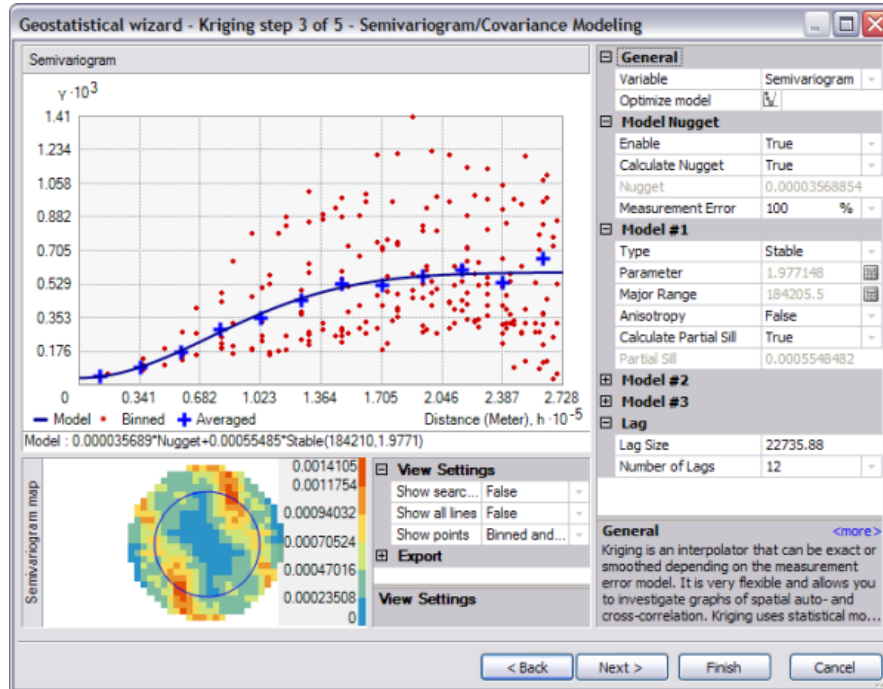 Geostatistical wizard - Kriging step 3 of 5 - Semivariogram/Covariance Modeling
Semivariogram
γ ·10³
1.41
1.234
1.058
0.882
0.705
0.529
0.353
0.176
0 0.341 0.682 1.023 1.364 1.705 2.046 2.387 2.728
Model Binned Averaged Distance (Meter), h ·10⁻⁵
Model : 0.000035689*Nugget+0.00055485*Stable(184210,1.9771)
Semivariogram map
0.0014105
0.0011754
0.00094032
0.00070524
0.00047016
0.00023508
0
View Settings
Show searc... False
Show all lines False
Show points Binned and...
Export
View Settings
General
Variable Semivariogram
Optimize model
Model Nugget
Enable True
Calculate Nugget True
Nugget 0.00003568854
Measurement Error 100 %
Model #1
Type Stable
Parameter 1.977148
Major Range 184205.5
Anisotropy False
Calculate Partial Sill True
Partial Sill 0.0005548482
Model #2
Model #3
Lag
Lag Size 22735.88
Number of Lags 12
General <more>
Kriging is an interpolator that can be exact or
smoothed depending on the measurement
error model. It is very flexible and allows you
to investigate graphs of spatial auto- and
cross-correlation. Kriging uses statistical mo...
< Back Next > Finish Cancel